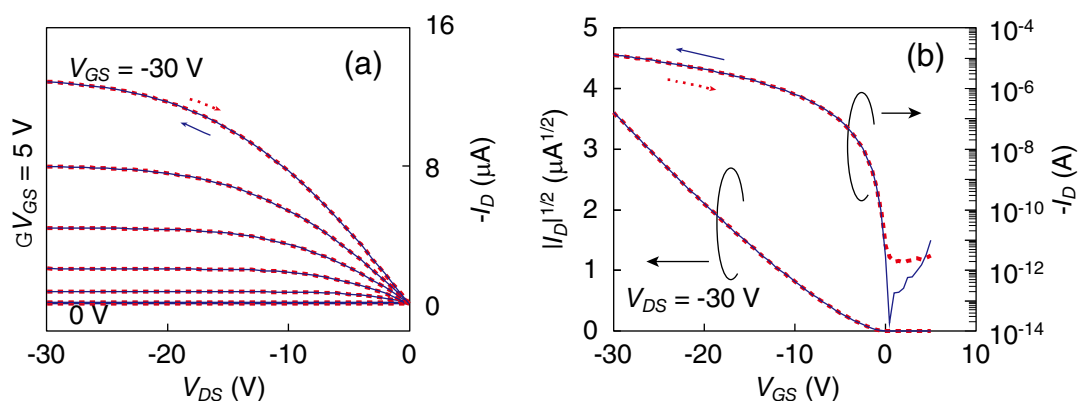 (a)
V_GS = -30 V
G V_GS = 5 V
0 V
16
8
0
-I_D (μA)
-30 -20 -10 0
V_DS (V)
(b)
5
4
3
2
1
0
|I_D|^1/2 (μA^1/2)
V_DS = -30 V
10^-4
10^-6
10^-8
10^-10
10^-12
10^-14
-I_D (A)
-30 -20 -10 0 10
V_GS (V)